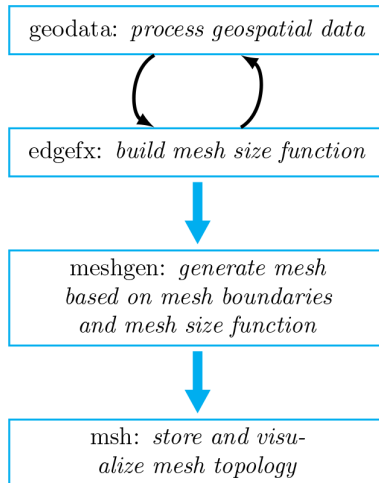 geodata: process geospatial data
edgefx: build mesh size function
meshgen: generate mesh
based on mesh boundaries
and mesh size function
msh: store and visu-
alize mesh topology